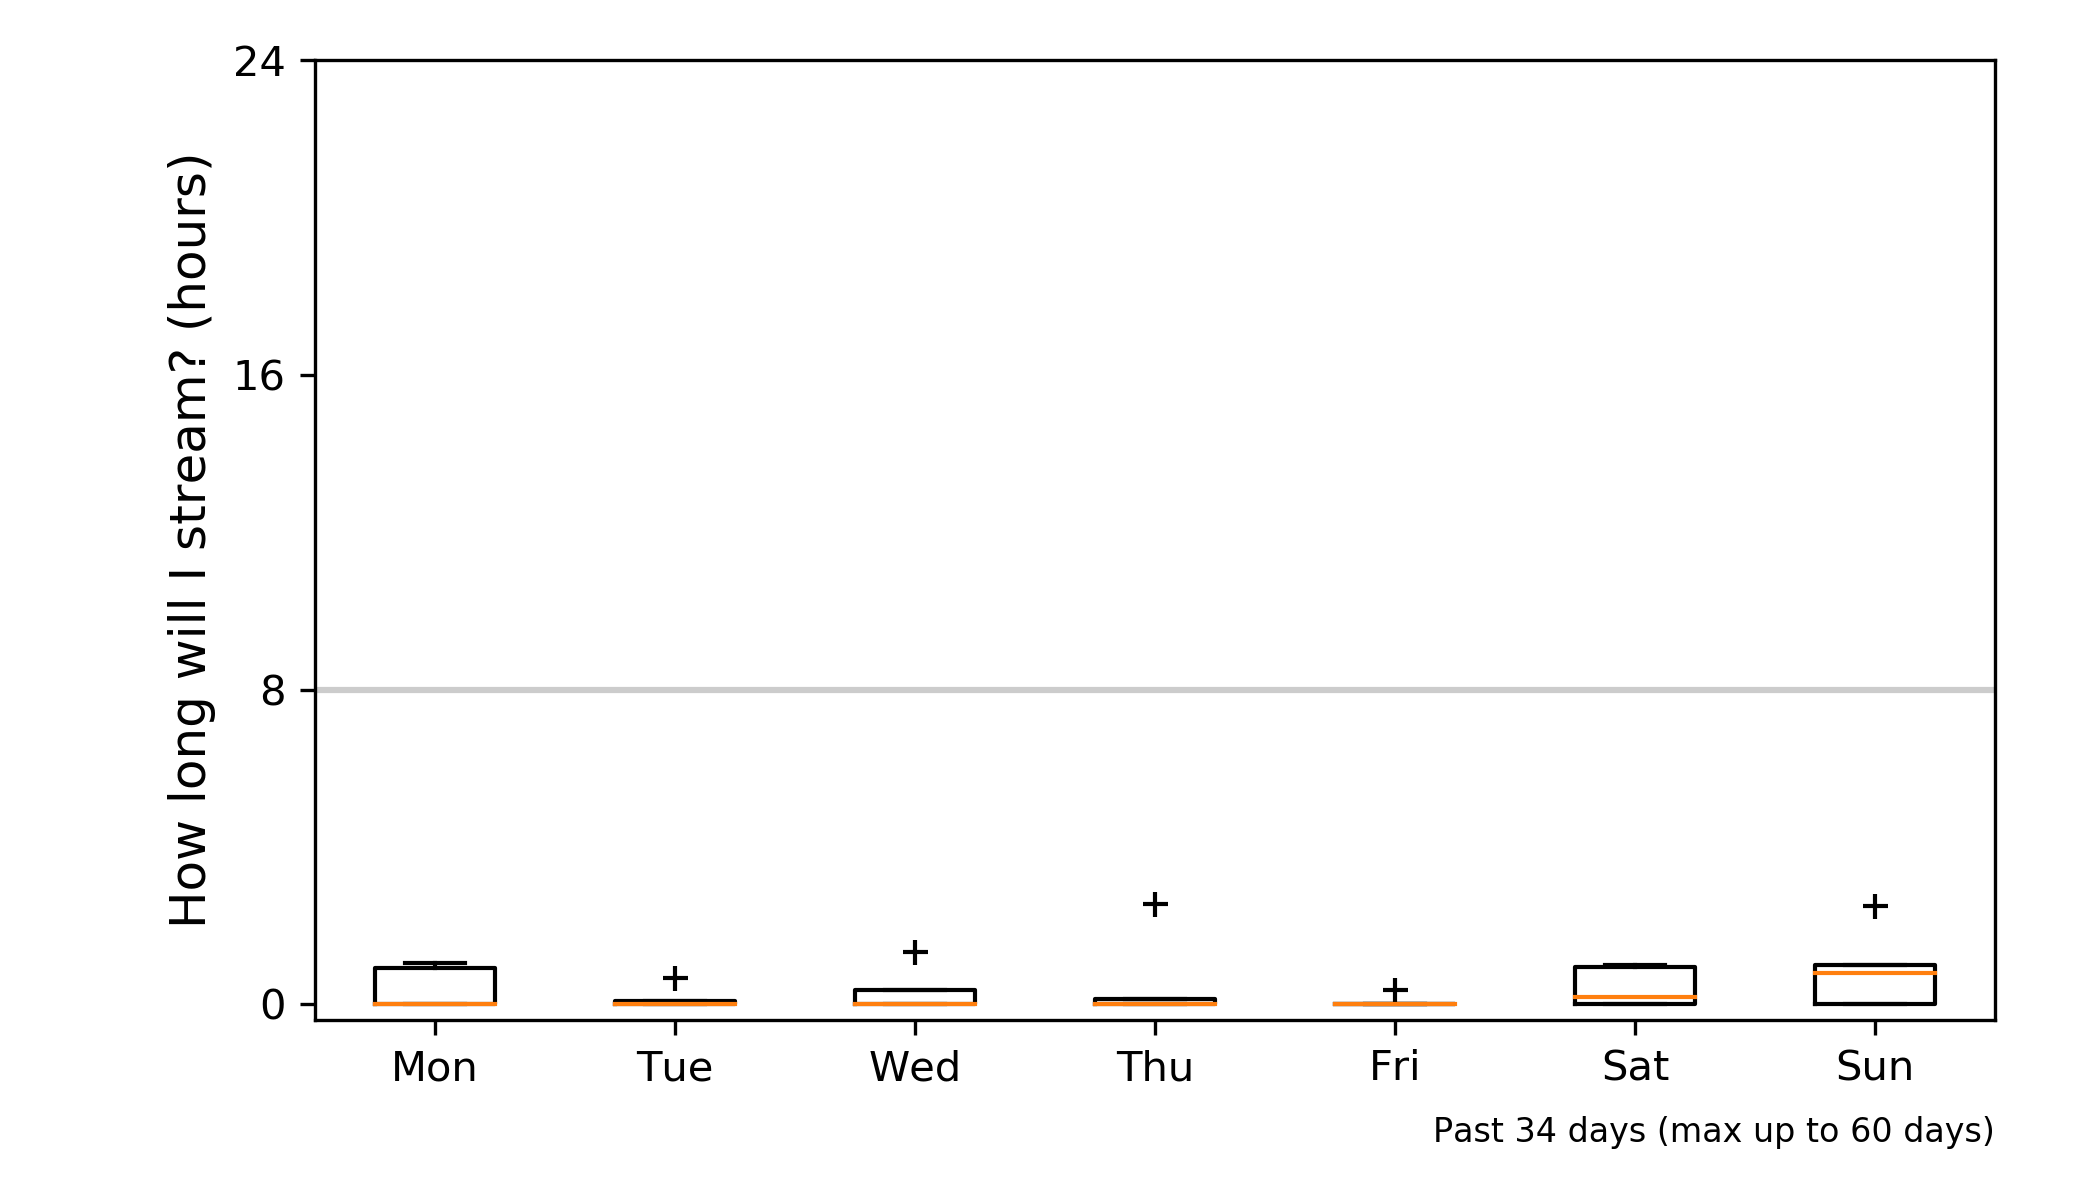 How long will I stream? (hours)
24
16
8
0
Mon Tue Wed Thu Fri Sat Sun
Past 34 days (max up to 60 days)